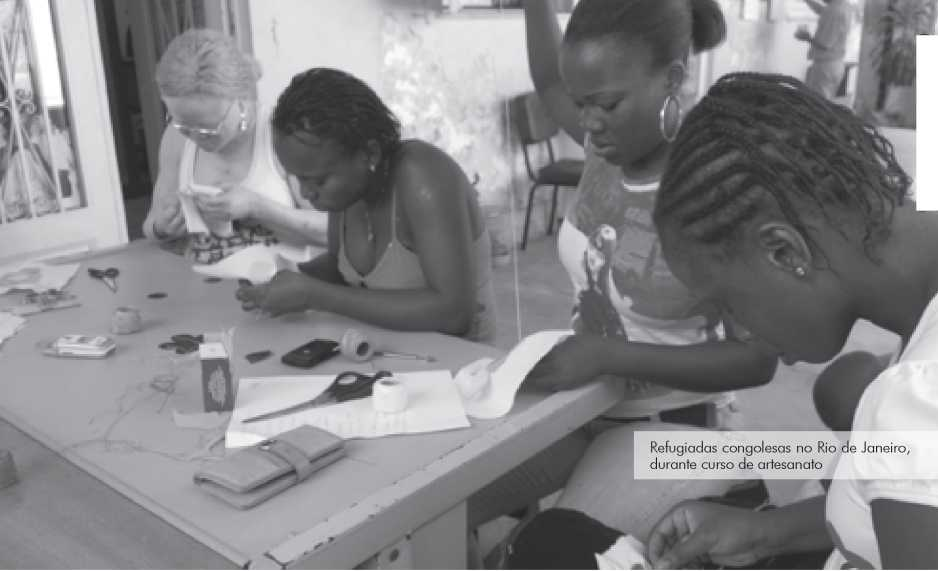 Refugiadas congolesas no Rio de Janeiro,
durante curso de artesanato